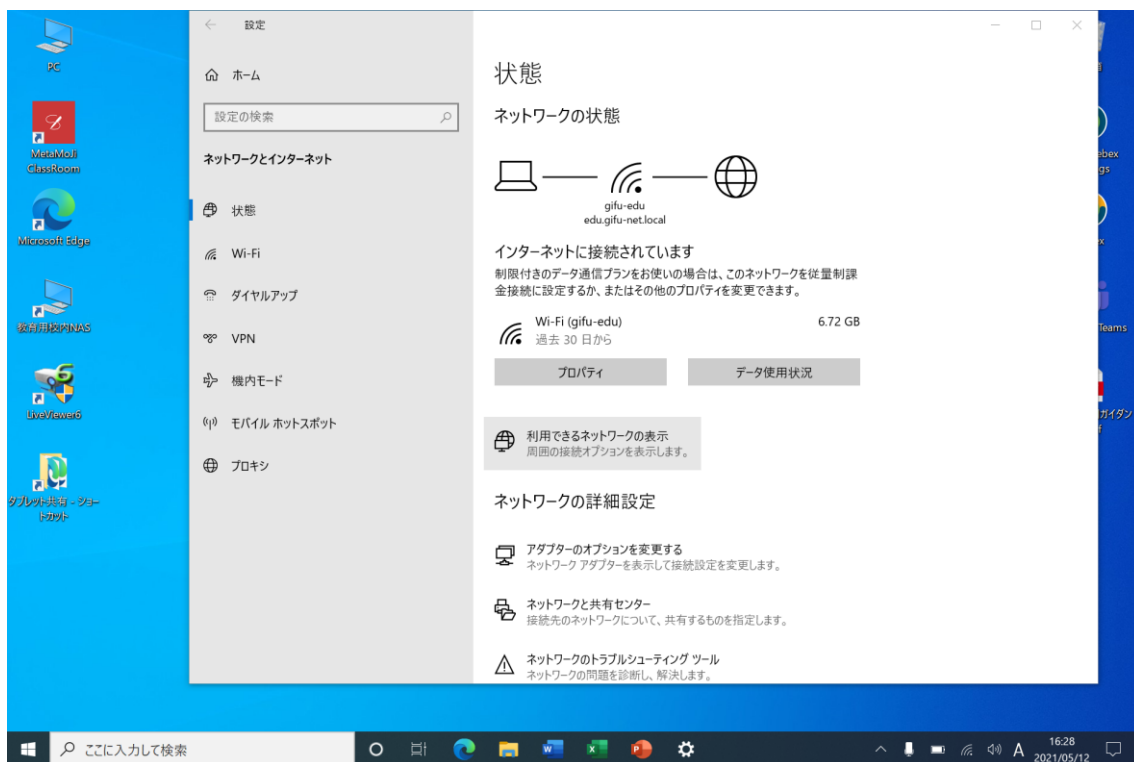 PC
MetaMoJi
ClassRoom
Microsoft Edge
教育用校内NAS
LiveViewer6
タブレット共有 - ショー
トカット
設定
ホーム
設定の検索
ネットワークとインターネット
状態
Wi-Fi
ダイヤルアップ
VPN
機内モード
モバイル ホットスポット
プロキシ
状態
ネットワークの状態
gifu-edu
edu.gifu-net.local
インターネットに接続されています
制限付きのデータ通信プランをお使いの場合は、このネットワークを従量制課
金接続に設定するか、またはその他のプロパティを変更できます。
Wi-Fi (gifu-edu) 6.72 GB
過去 30 日から
プロパティ データ使用状況
利用できるネットワークの表示
周囲の接続オプションを表示します。
ネットワークの詳細設定
アダプターのオプションを変更する
ネットワーク アダプターを表示して接続設定を変更します。
ネットワークと共有センター
接続先のネットワークについて、共有するものを指定します。
ネットワークのトラブルシューティング ツール
ネットワークの問題を診断し、解決します。
ebex
gs
x
Teams
ガイダン
f
ここに入力して検索
A
16:28
2021/05/12